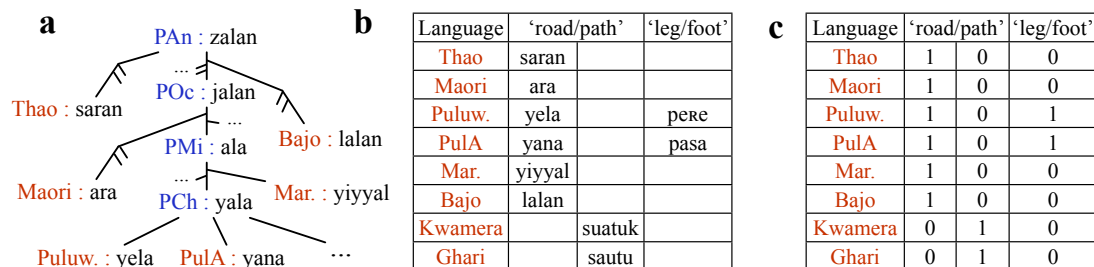 a
PAn : zalan
...
POc : jalan
Thao : saran
...
Bajo : lalan
PMi : ala
...
Maori : ara
Mar. : yiyyal
PCh : yala
...
Puluw. : yela PulA : yana
b
Language ‘road/path’ ‘leg/foot’
Thao saran
Maori ara
Puluw. yela peʀe
PulA yana pasa
Mar. yiyyal
Bajo lalan
Kwamera suatuk
Ghari sautu
c
Language ‘road/path’ ‘leg/foot’
Thao 1 0 0
Maori 1 0 0
Puluw. 1 0 1
PulA 1 0 1
Mar. 1 0 0
Bajo 1 0 0
Kwamera 0 1 0
Ghari 0 1 0